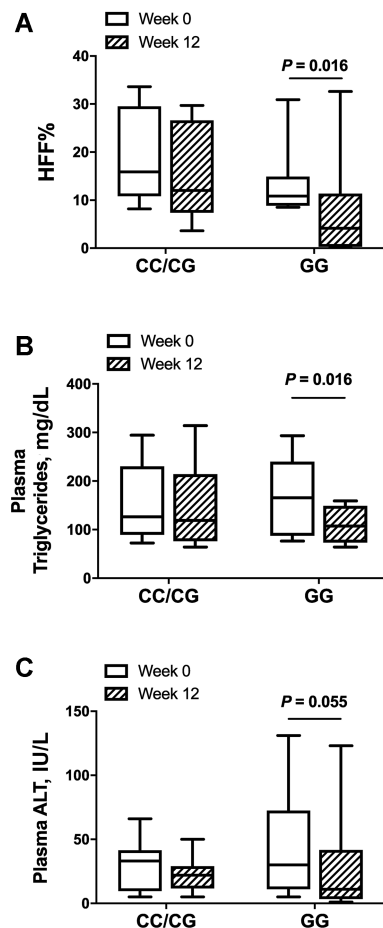 A
Week 0
Week 12
P = 0.016
HFF%
40
30
20
10
0
CC/CG
GG
B
Week 0
Week 12
P = 0.016
Plasma
Triglycerides, mg/dL
400
300
200
100
0
CC/CG
GG
C
Week 0
Week 12
P = 0.055
Plasma ALT, IU/L
150
100
50
0
CC/CG
GG